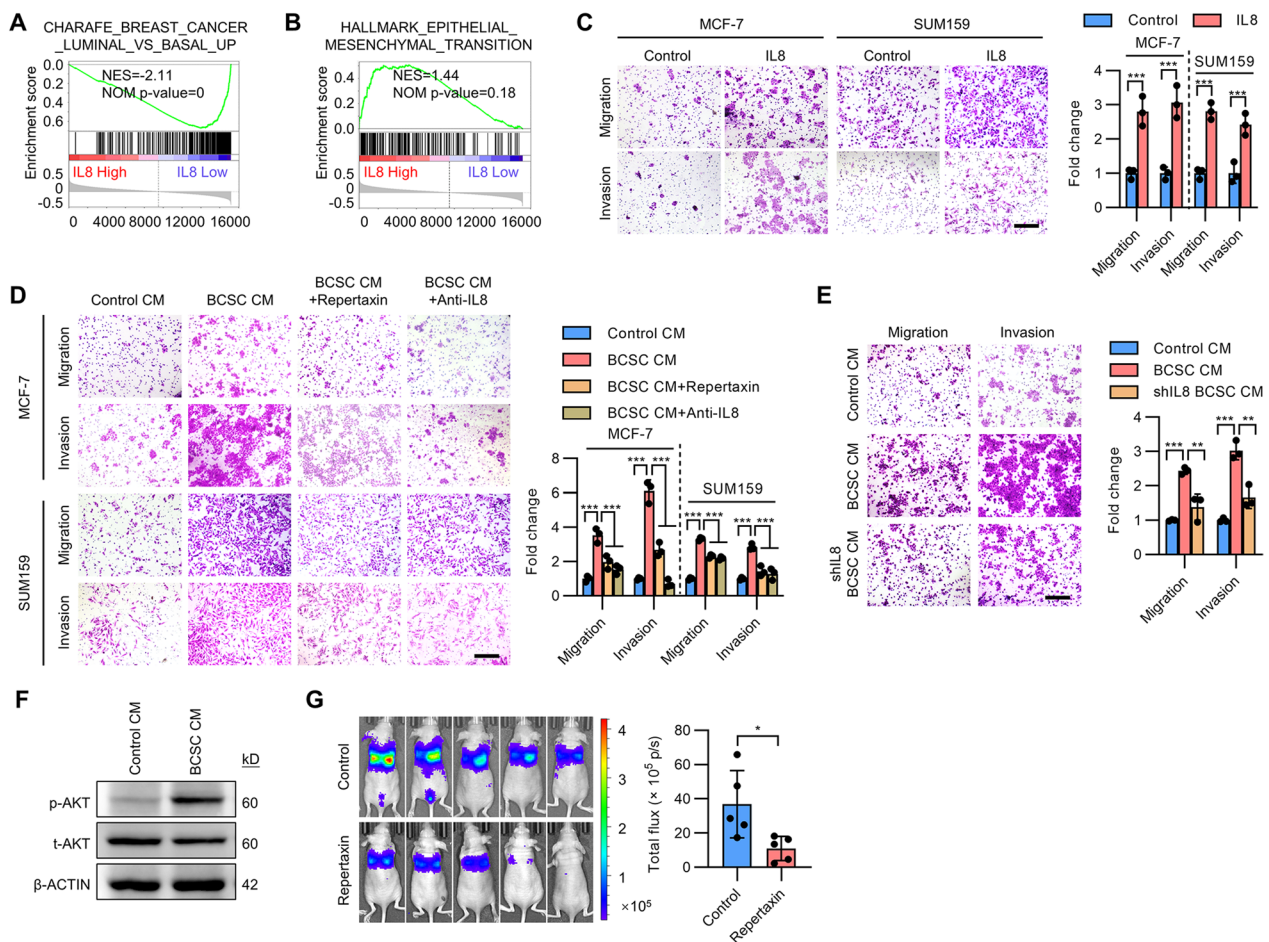 A
CHARAFE_BREAST_CANCER
_LUMINAL_VS_BASAL_UP
NES=-2.11
NOM p-value=0
Enrichment score
0.0
0.2
0.4
0.6
IL8 High
IL8 Low
0.5
0
-0.5
0 4000 8000 12000 16000
B
HALLMARK_EPITHELIAL_
MESENCHYMAL_TRANSITION
NES=1.44
NOM p-value=0.18
Enrichment score
0.4
0.2
0.0
IL8 High
IL8 Low
0.5
0
-0.5
0 4000 8000 12000 16000
C
MCF-7
SUM159
Control
IL8
Control
IL8
Migration
Invasion
Control
IL8
MCF-7
SUM159
*** *** *** ***
Fold change
4
3
2
1
0
Migration
Invasion
Migration
Invasion
D
Control CM
BCSC CM
BCSC CM
+Repertaxin
BCSC CM
+Anti-IL8
MCF-7
Migration
Invasion
SUM159
Migration
Invasion
Control CM
BCSC CM
BCSC CM+Repertaxin
BCSC CM+Anti-IL8
MCF-7
SUM159
*** *** *** *** *** *** *** ***
Fold change
8
6
4
2
0
Migration
Invasion
Migration
Invasion
E
Migration
Invasion
Control CM
BCSC CM
shIL8
BCSC CM
Control CM
BCSC CM
shIL8 BCSC CM
*** ** *** **
Fold change
4
3
2
1
0
Migration
Invasion
F
Control CM
BCSC CM
kD
p-AKT
60
t-AKT
60
β-ACTIN
42
G
Control
Repertaxin
4
3
2
1
×10⁵
Total flux (× 10⁵ p/s)
80
60
40
20
0
*
Control
Repertaxin